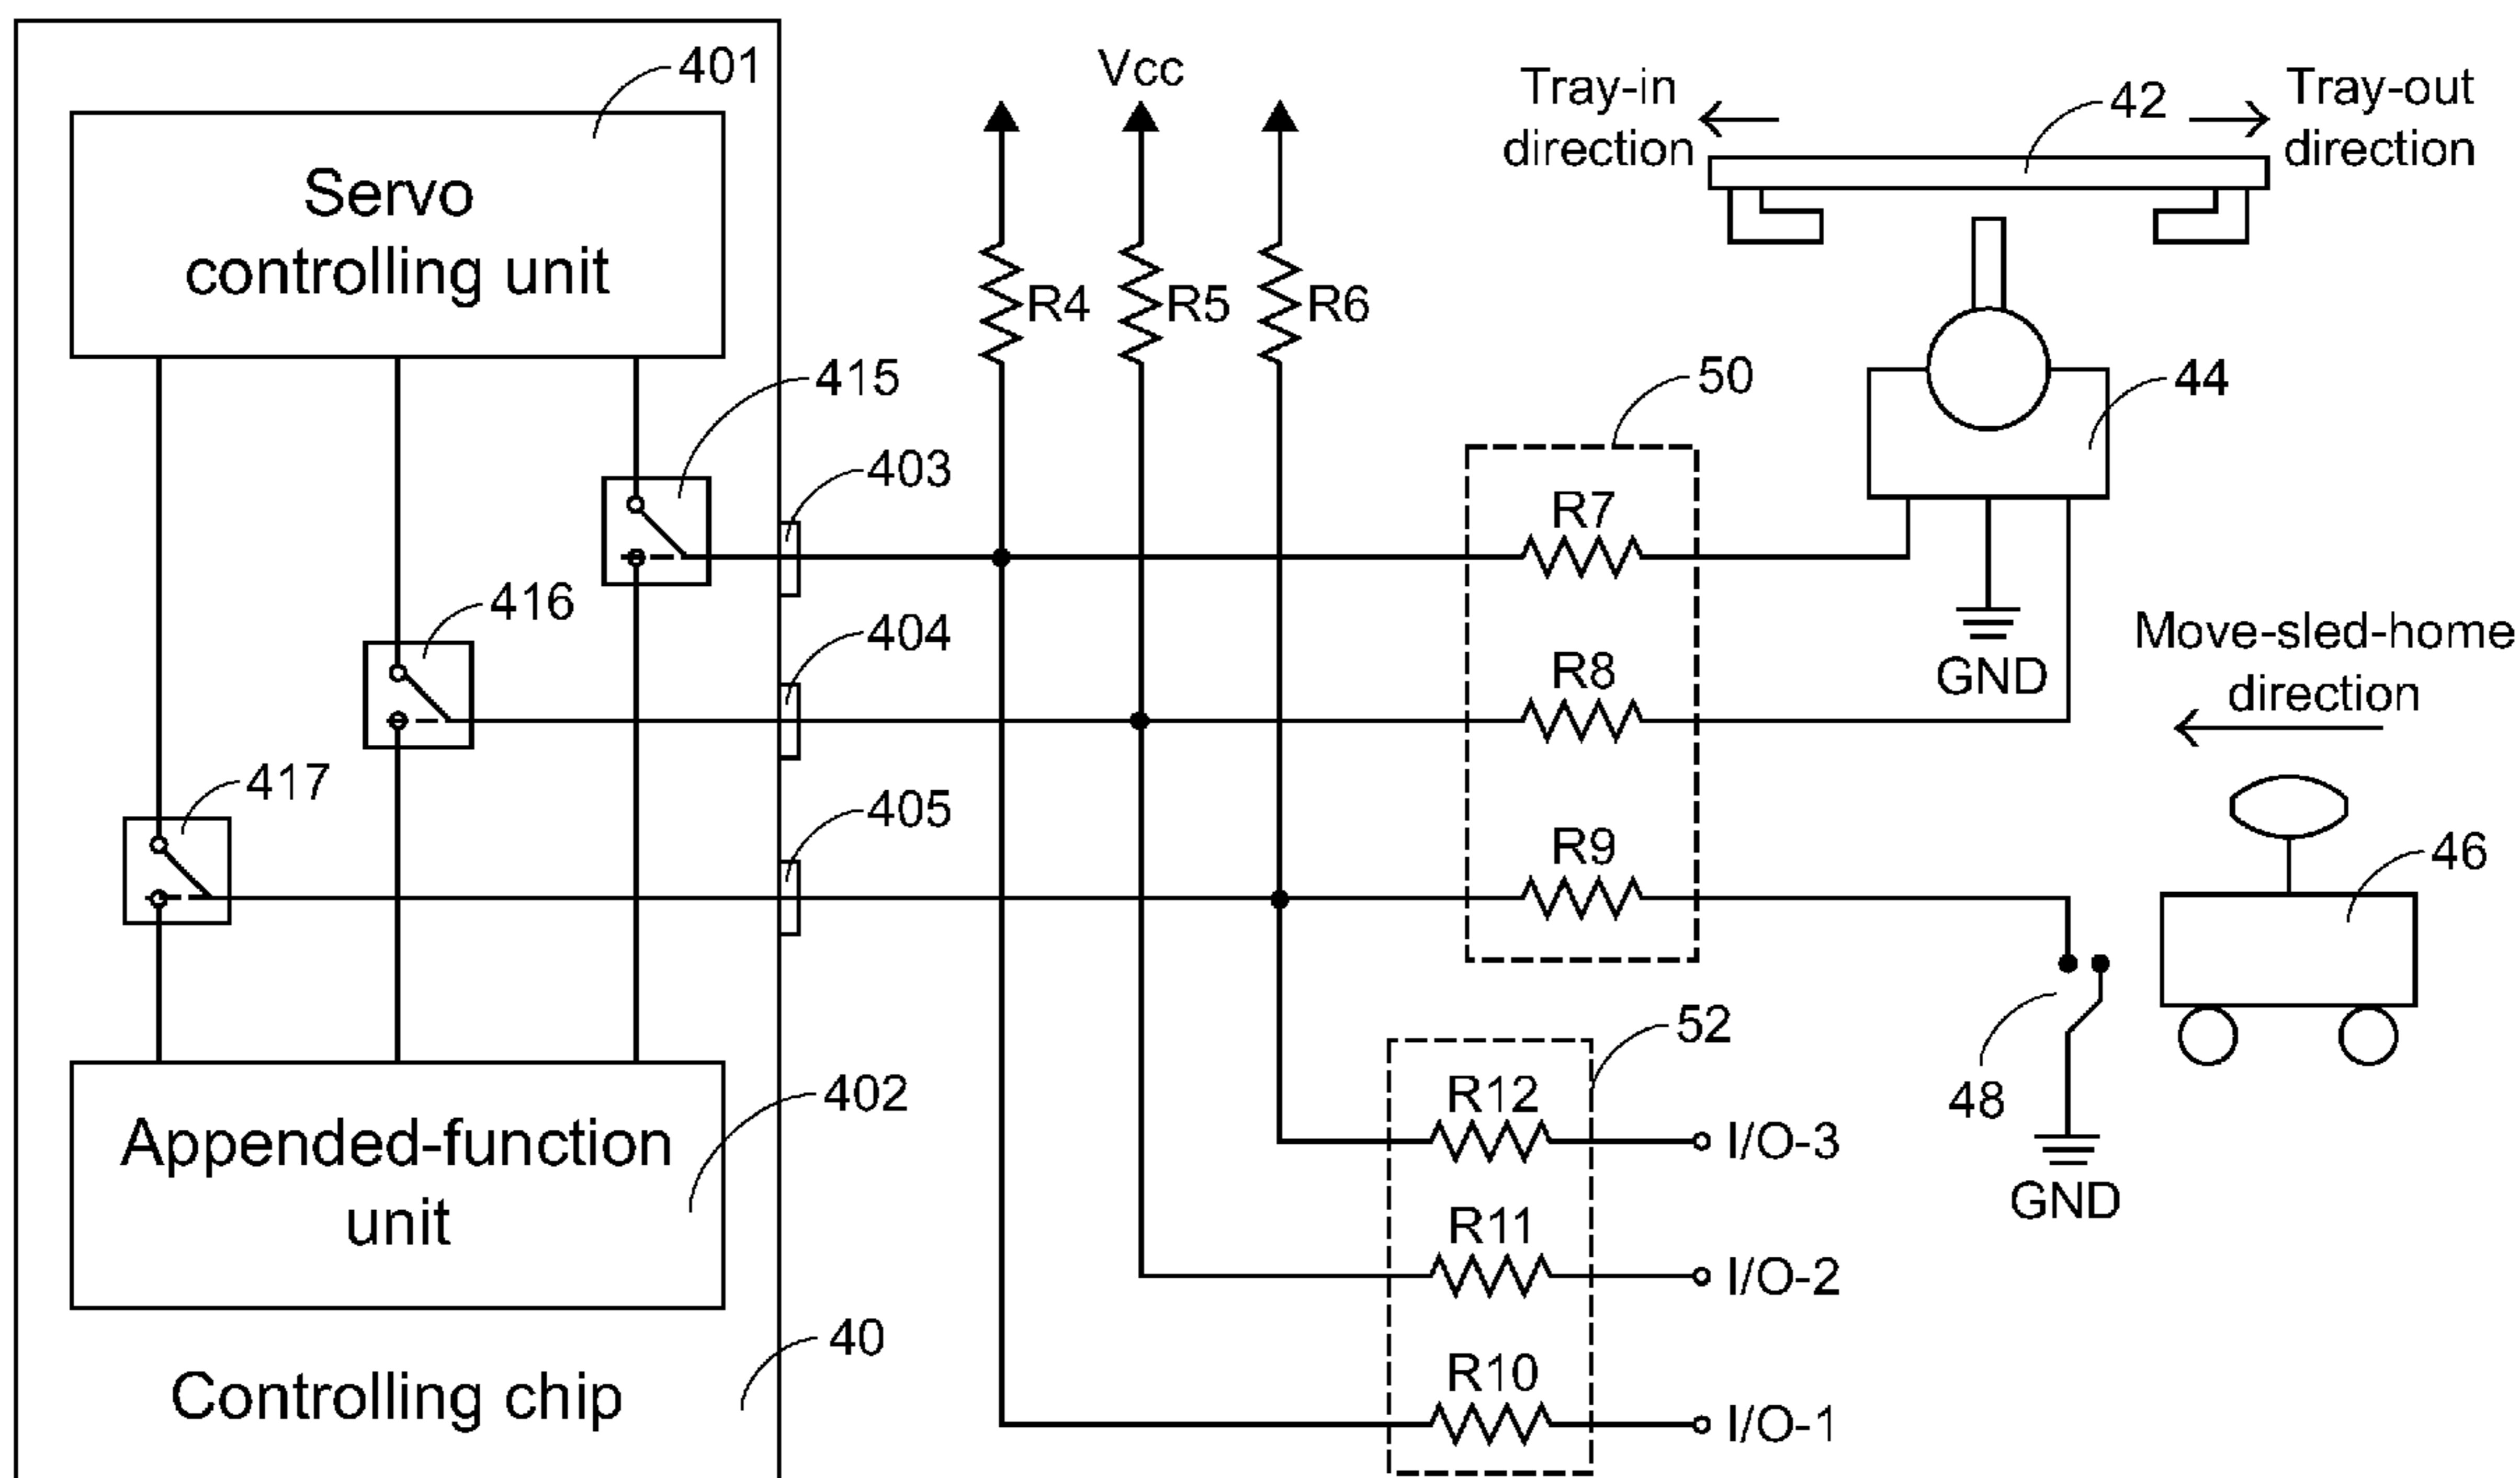 401
Servo
controlling unit
415
403
416
404
417
405
402
Appended-function
unit
40
Controlling chip
Vcc
R4
R5
R6
50
R7
R8
R9
52
R12
R11
R10
I/O-3
I/O-2
I/O-1
Tray-in
direction
42
Tray-out
direction
44
GND
Move-sled-home
direction
46
48
GND